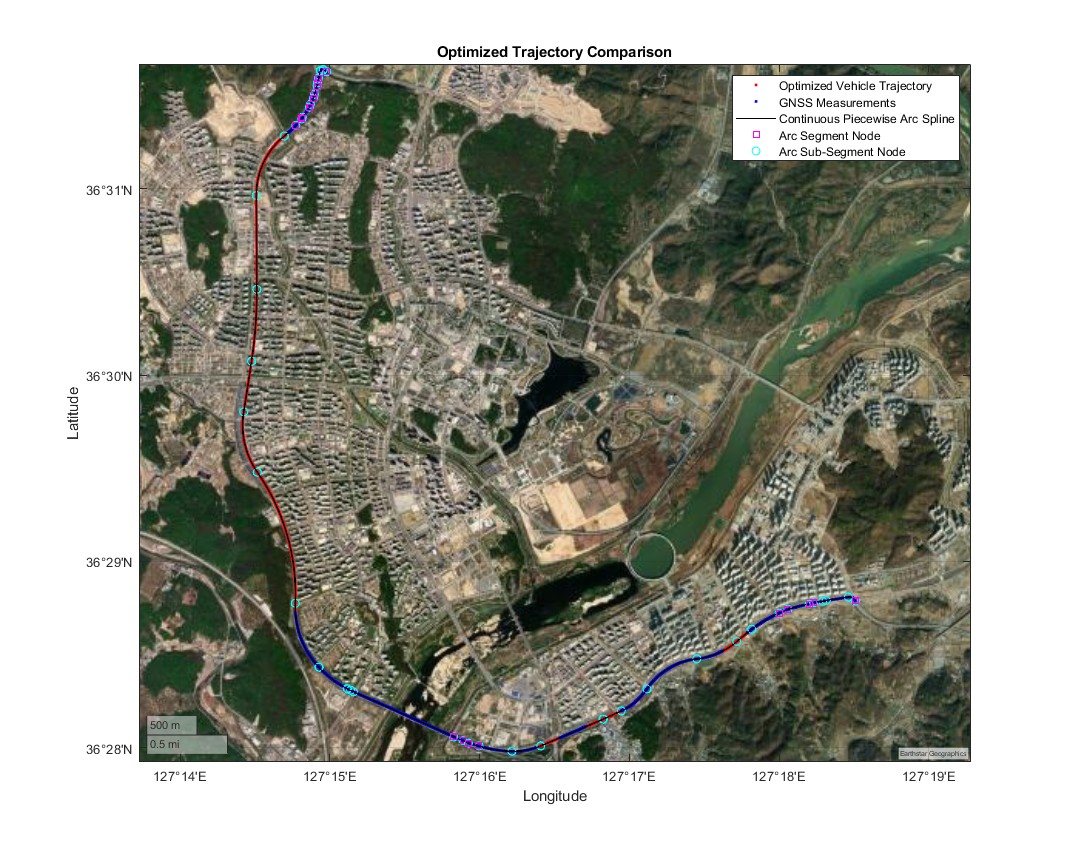 Optimized Trajectory Comparison
Optimized Vehicle Trajectory
GNSS Measurements
Continuous Piecewise Arc Spline
Arc Segment Node
Arc Sub-Segment Node
36°31'N
36°30'N
36°29'N
36°28'N
Latitude
500 m
0.5 mi
Earthstar Geographics
127°14'E 127°15'E 127°16'E 127°17'E 127°18'E 127°19'E
Longitude